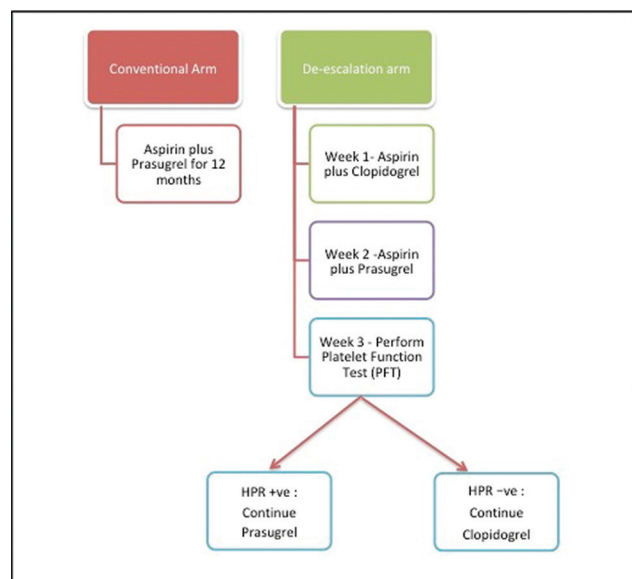 Conventional Arm
De-escalation arm
Aspirin plus
Prasugrel for 12
months
Week 1- Aspirin
plus Clopidogrel
Week 2 -Aspirin
plus Prasugrel
Week 3 - Perform
Platelet Function
Test (PFT)
HPR +ve :
Continue
Prasugrel
HPR −ve :
Continue
Clopidogrel